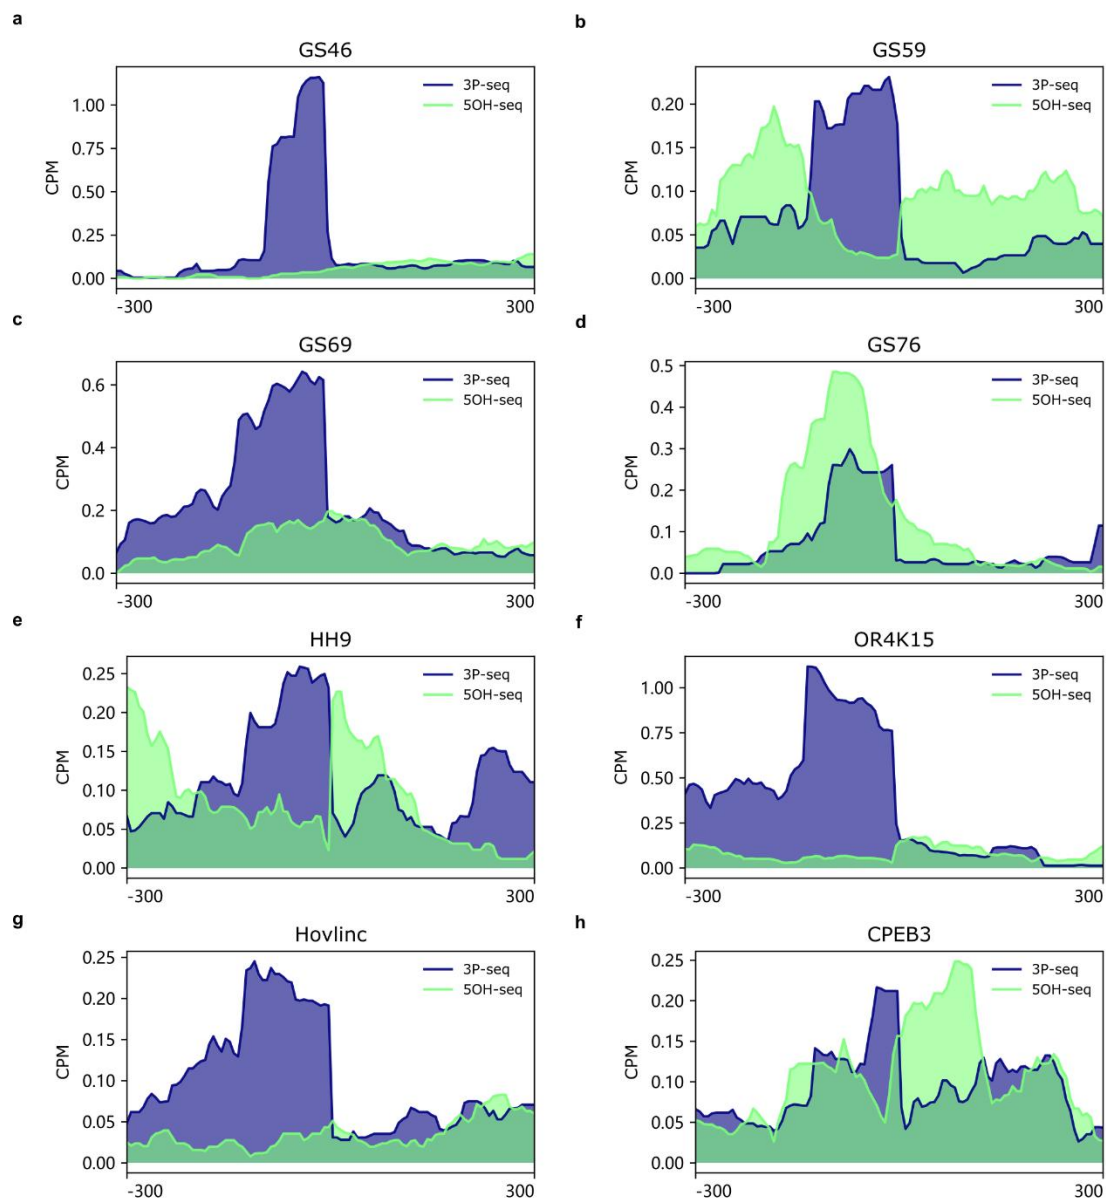 a
GS46
CPM
1.00
0.75
0.50
0.25
0.00
-300
300
3P-seq
5OH-seq
b
GS59
CPM
0.20
0.15
0.10
0.05
0.00
-300
300
3P-seq
5OH-seq
c
GS69
CPM
0.6
0.4
0.2
0.0
-300
300
3P-seq
5OH-seq
d
GS76
CPM
0.5
0.4
0.3
0.2
0.1
0.0
-300
300
3P-seq
5OH-seq
e
HH9
CPM
0.25
0.20
0.15
0.10
0.05
0.00
-300
300
3P-seq
5OH-seq
f
OR4K15
CPM
1.00
0.75
0.50
0.25
0.00
-300
300
3P-seq
5OH-seq
g
Hovlinc
CPM
0.25
0.20
0.15
0.10
0.05
0.00
-300
300
3P-seq
5OH-seq
h
CPEB3
CPM
0.25
0.20
0.15
0.10
0.05
0.00
-300
300
3P-seq
5OH-seq